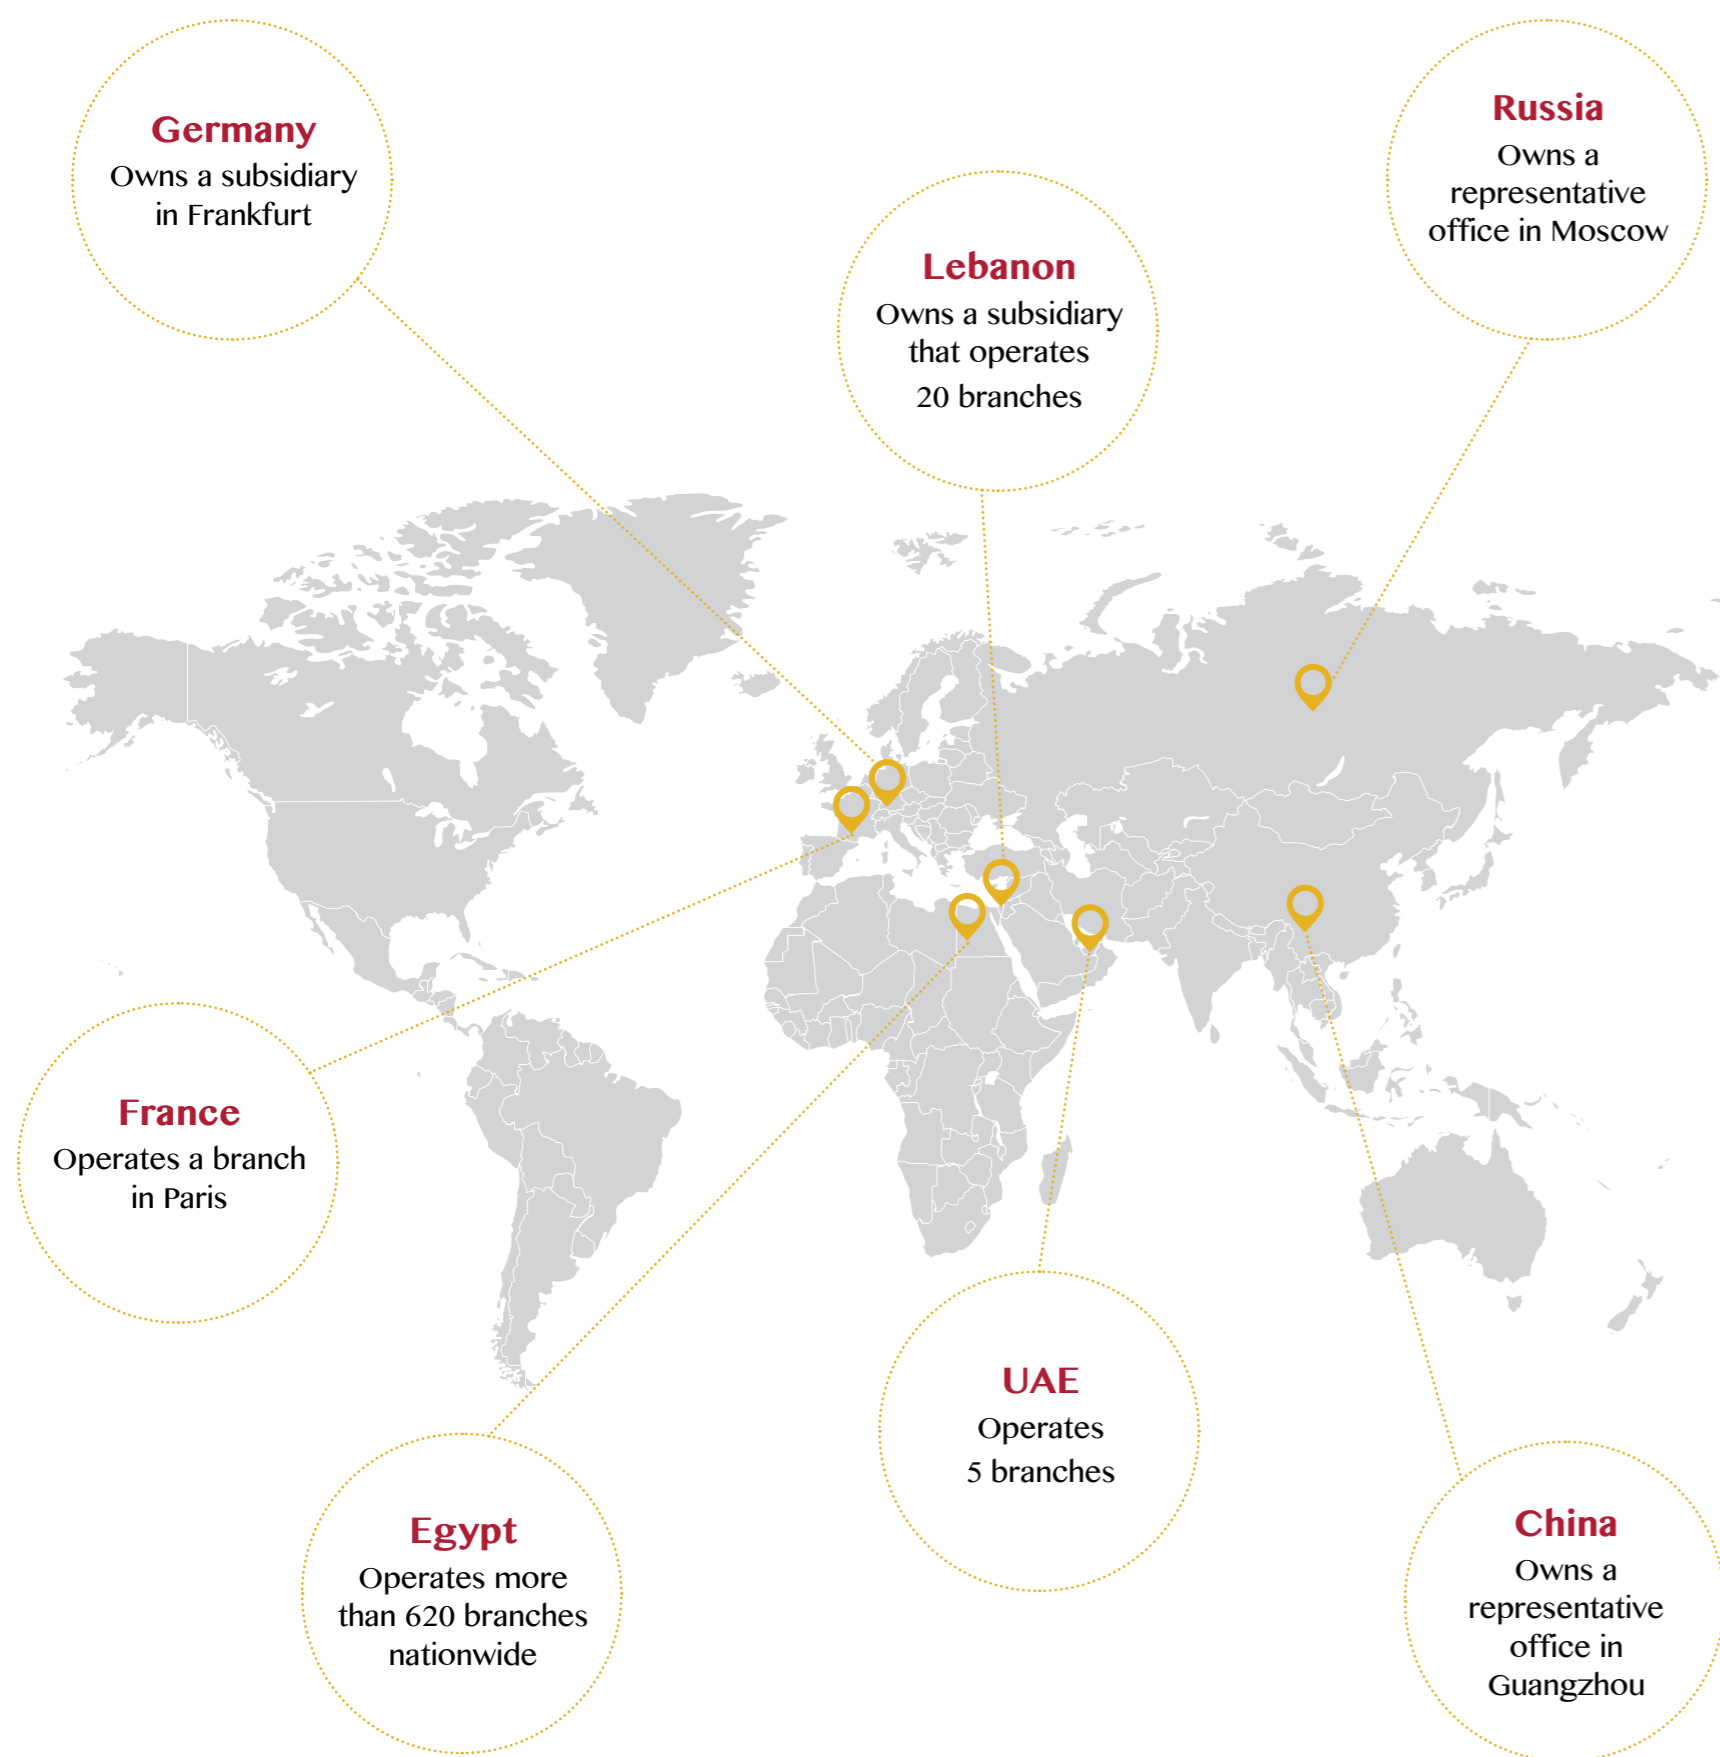 Germany
Owns a subsidiary
in Frankfurt
Russia
Owns a
representative
office in Moscow
Lebanon
Owns a subsidiary
that operates
20 branches
France
Operates a branch
in Paris
UAE
Operates
5 branches
Egypt
Operates more
than 620 branches
nationwide
China
Owns a
representative
office in
Guangzhou